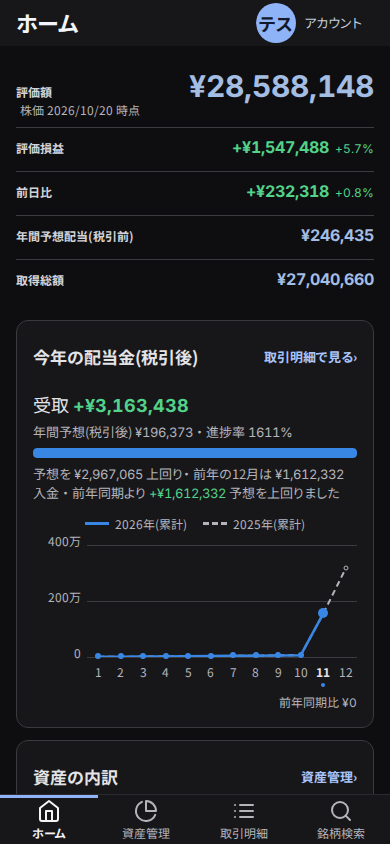 ホーム
テス アカウント
評価額 ¥28,588,148
株価 2026/10/20 時点
評価損益 +¥1,547,488 +5.7%
前日比 +¥232,318 +0.8%
年間予想配当(税引前) ¥246,435
取得総額 ¥27,040,660
今年の配当金(税引後) 取引明細で見る›
受取 +¥3,163,438
年間予想(税引後) ¥196,373・進捗率 1611%
予想を ¥2,967,065 上回り・前年の12月は ¥1,612,332
入金・前年同期より +¥1,612,332 予想を上回りました
2026年(累計) 2025年(累計)
400万
200万
0
1 2 3 4 5 6 7 8 9 10 11 12
前年同期比 ¥0
資産の内訳 資産管理›
ホーム 資産管理 取引明細 銘柄検索